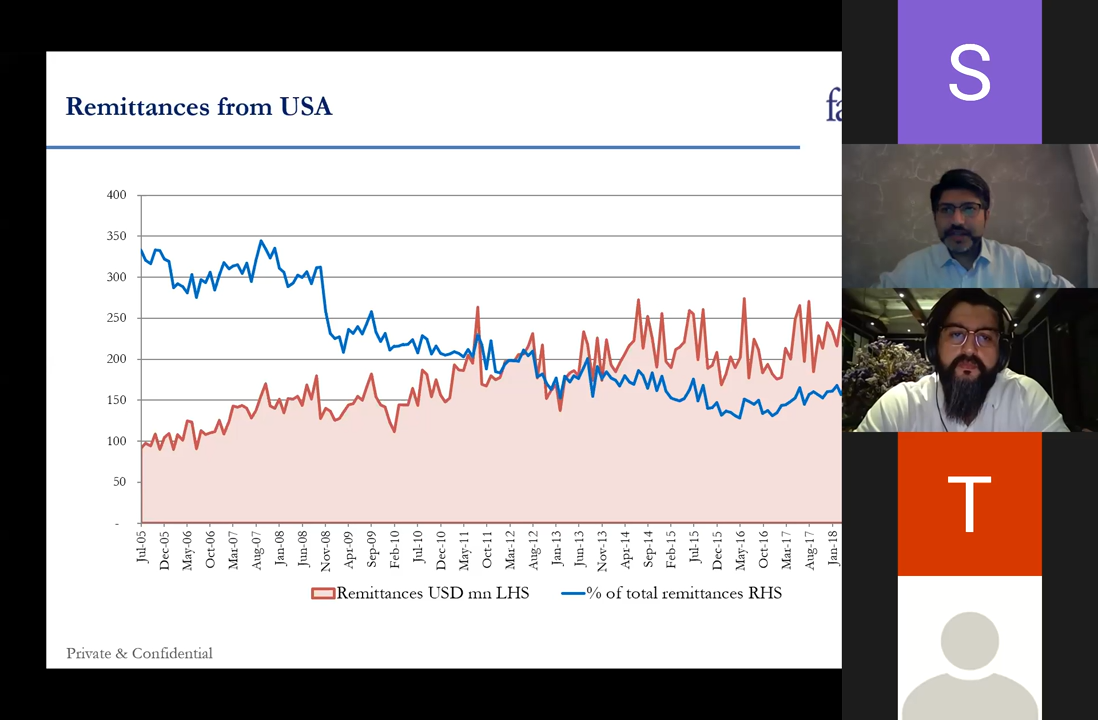 Remittances from USA
fa
400
350
300
250
200
150
100
50
-
Jul-05 Dec-05 May-06 Oct-06 Mar-07 Aug-07 Jan-08 Jun-08 Nov-08 Apr-09 Sep-09 Feb-10 Jul-10 Dec-10 May-11 Oct-11 Mar-12 Aug-12 Jan-13 Jun-13 Nov-13 Apr-14 Sep-14 Feb-15 Jul-15 Dec-15 May-16 Oct-16 Mar-17 Aug-17 Jan-18
Remittances USD mn LHS % of total remittances RHS
Private & Confidential
S
T